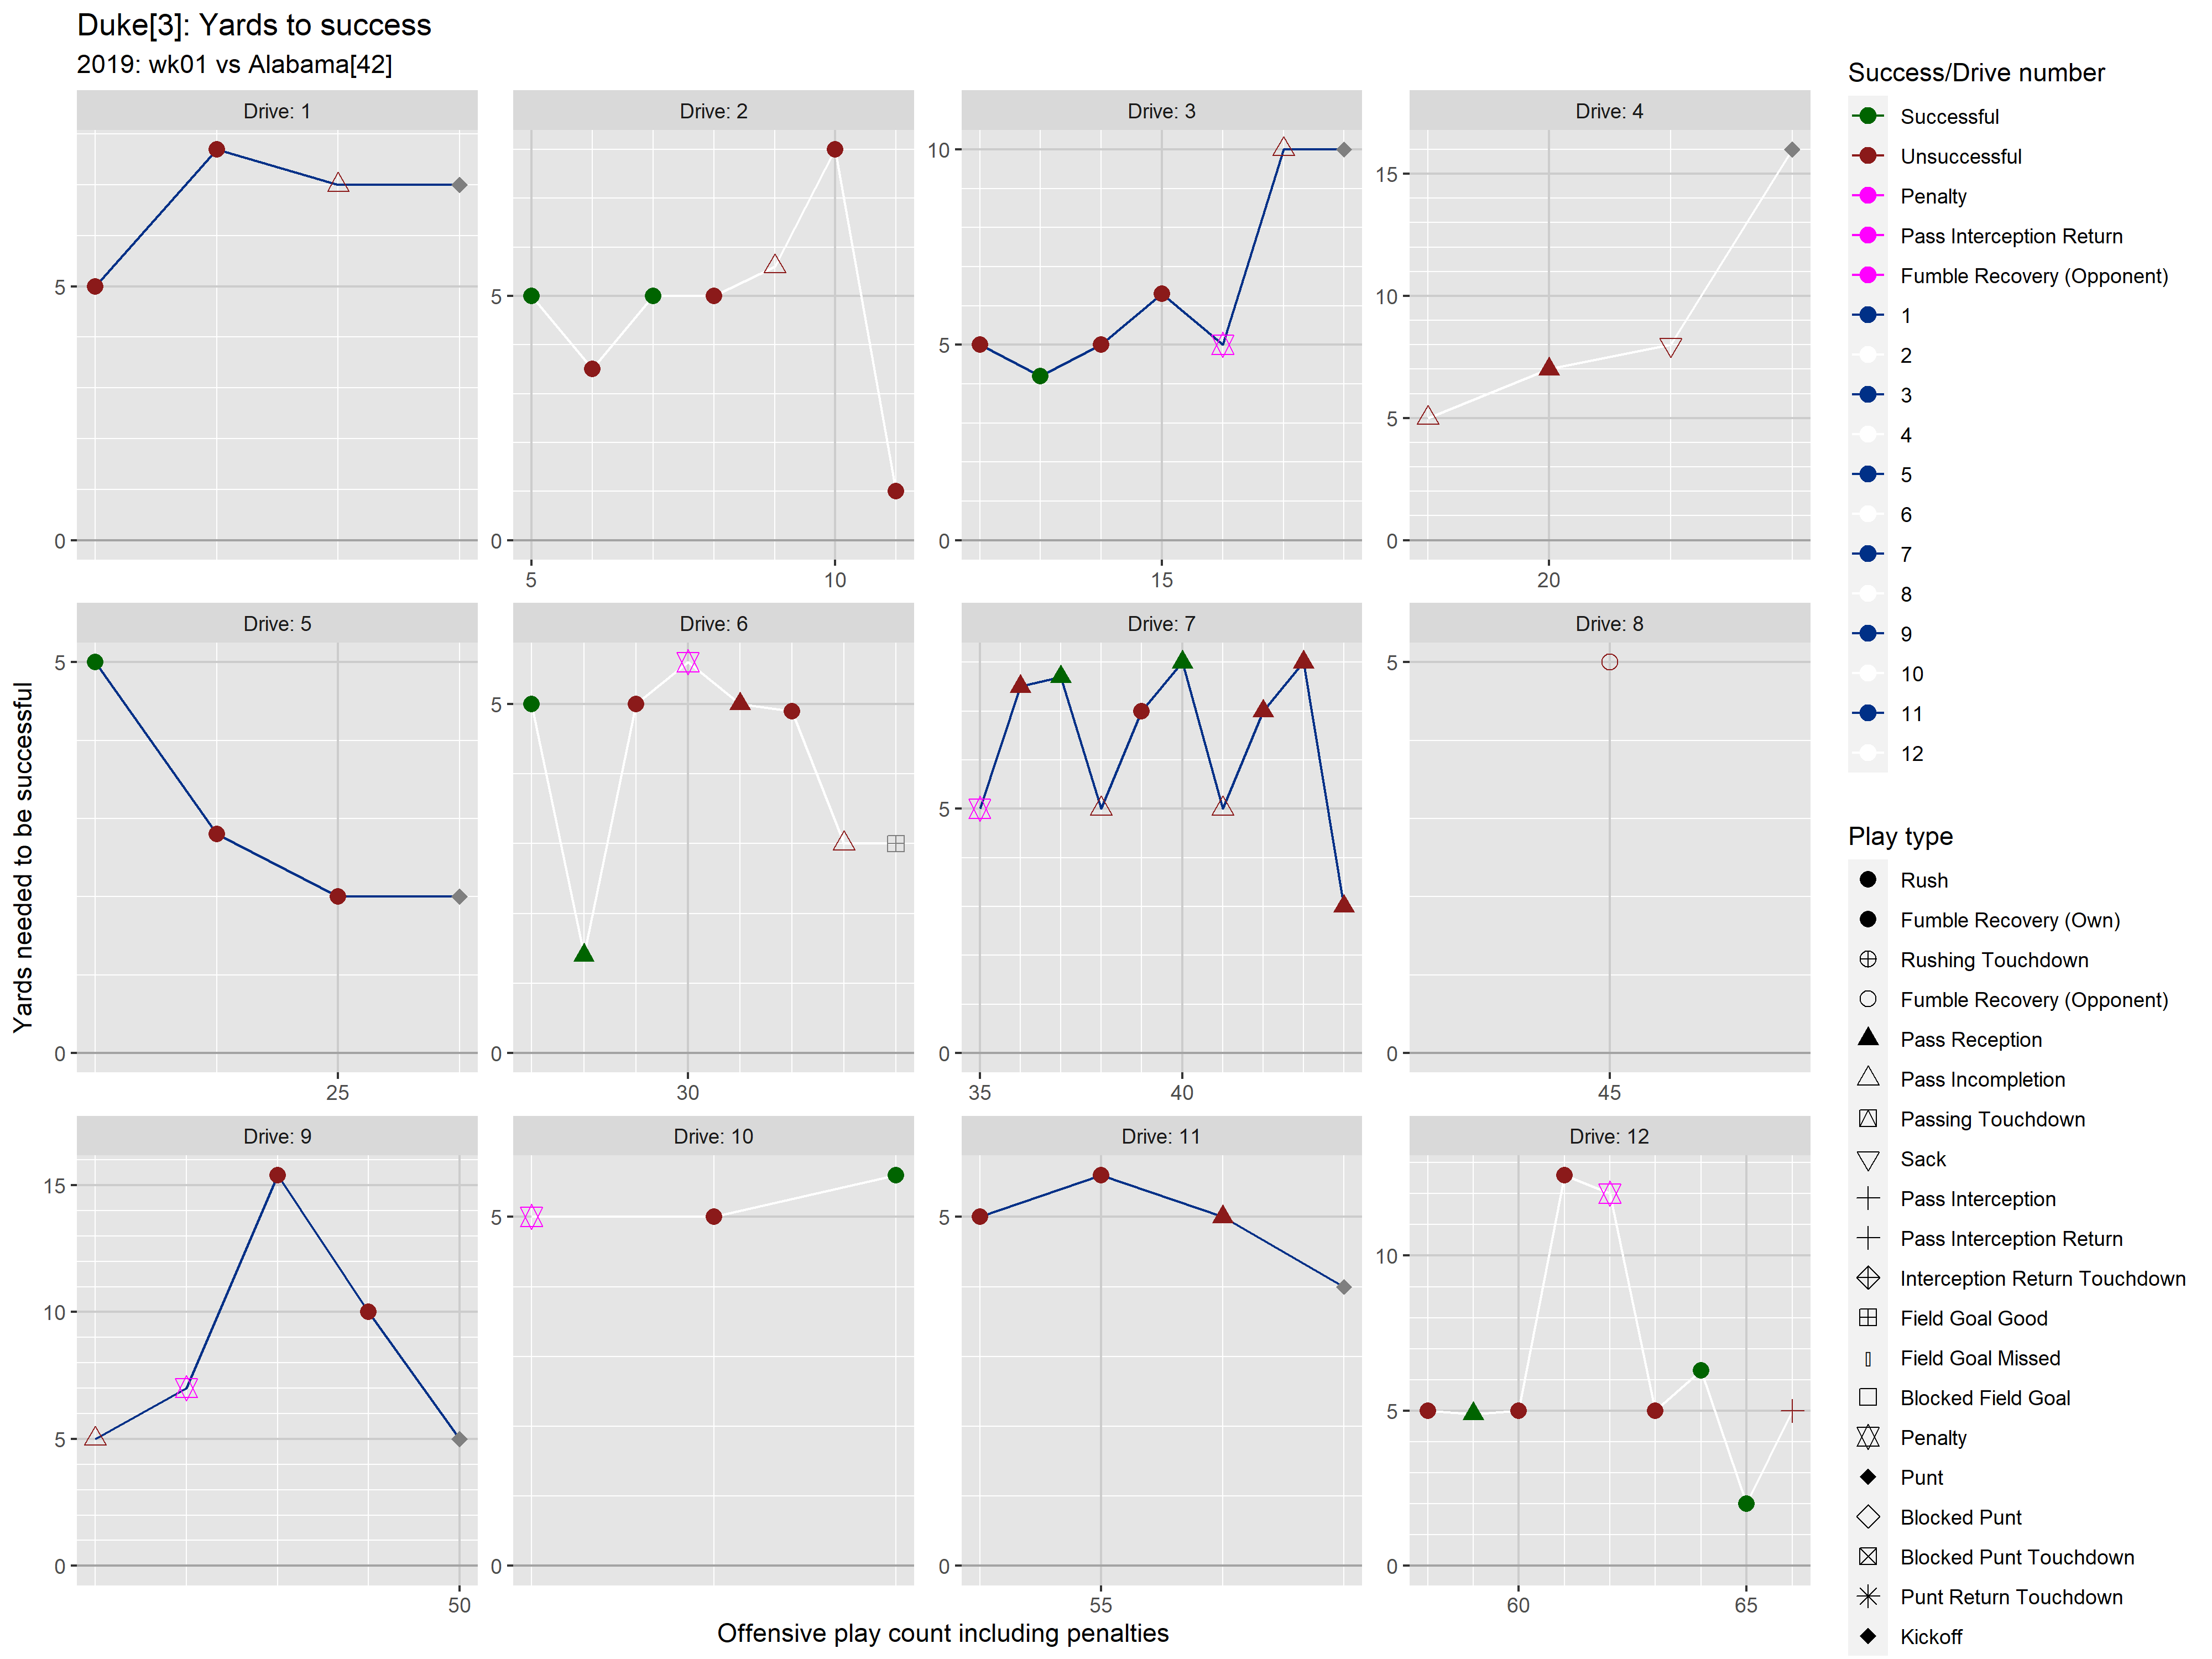 Duke[3]: Yards to success
2019: wk01 vs Alabama[42]
Drive: 1
Drive: 2
Drive: 3
Drive: 4
5
0
5
0
5
10
10
5
0
15
15
10
5
0
20
Drive: 5
Drive: 6
Drive: 7
Drive: 8
5
0
25
5
0
30
5
0
35
40
5
0
45
Drive: 9
Drive: 10
Drive: 11
Drive: 12
15
10
5
0
50
5
0
5
0
55
10
5
0
60
65
Yards needed to be successful
Offensive play count including penalties
Success/Drive number
Successful
Unsuccessful
Penalty
Pass Interception Return
Fumble Recovery (Opponent)
1
2
3
4
5
6
7
8
9
10
11
12
Play type
Rush
Fumble Recovery (Own)
Rushing Touchdown
Fumble Recovery (Opponent)
Pass Reception
Pass Incompletion
Passing Touchdown
Sack
Pass Interception
Pass Interception Return
Interception Return Touchdown
Field Goal Good
Field Goal Missed
Blocked Field Goal
Penalty
Punt
Blocked Punt
Blocked Punt Touchdown
Punt Return Touchdown
Kickoff